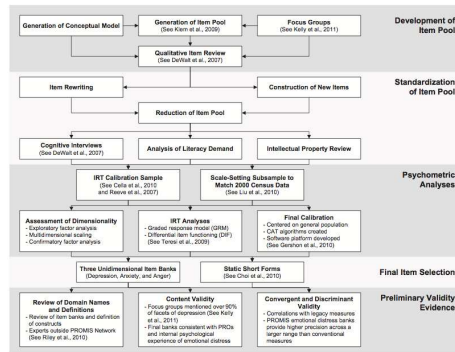 Generation of Conceptual Model
Generation of Item Pool
(See Klem et al., 2009)
Focus Groups
(See Kelly et al., 2011)
Development of
Item Pool
Qualitative Item Review
(See DeWalt et al., 2007)
Item Rewriting
Construction of New Items
Standardization
of Item Pool
Reduction of Item Pool
Cognitive Interviews
(See DeWalt et al., 2007)
Analysis of Literacy Demand
Intellectual Property Review
IRT Calibration Sample
(See Cella et al., 2010
and Reeve et al., 2007)
Scale-Setting Subsample to
Match 2000 Census Data
(See Liu et al., 2010)
Psychometric
Analyses
Assessment of Dimensionality
- Exploratory factor analysis
- Multidimensional scaling
- Confirmatory factor analysis
IRT Analyses
- Graded response model (GRM)
- Differential item functioning (DIF)
(See Teresi et al., 2009)
Final Calibration
- Centered on general population
- CAT algorithms created
- Software platform developed
(See Gershon et al., 2010)
Three Unidimensional Item Banks
(Depression, Anxiety, and Anger)
Static Short Forms
(See Choi et al., 2010)
Final Item Selection
Review of Domain Names
and Definitions
- Review of item banks and definition
of constructs
- Experts outside PROMIS Network
(See Riley et al., 2010)
Content Validity
- Focus groups mentioned over 90%
of facets of depression (See Kelly
et al., 2011)
- Final banks consistent with PROs and
internal psychological
experience of emotional distress
Convergent and Discriminant
Validity
- Correlations with legacy measures
- PROMIS emotional distress banks
provide higher precision across a
larger range than conventional
measures
Preliminary Validity
Evidence